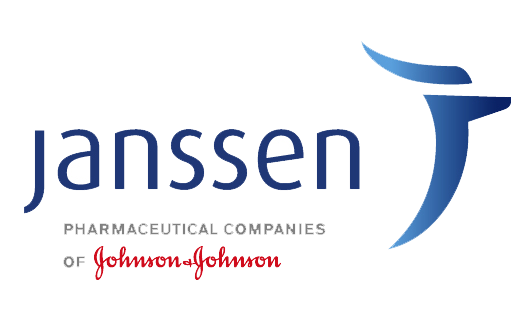 janssen
PHARMACEUTICAL COMPANIES
OF Johnson & Johnson